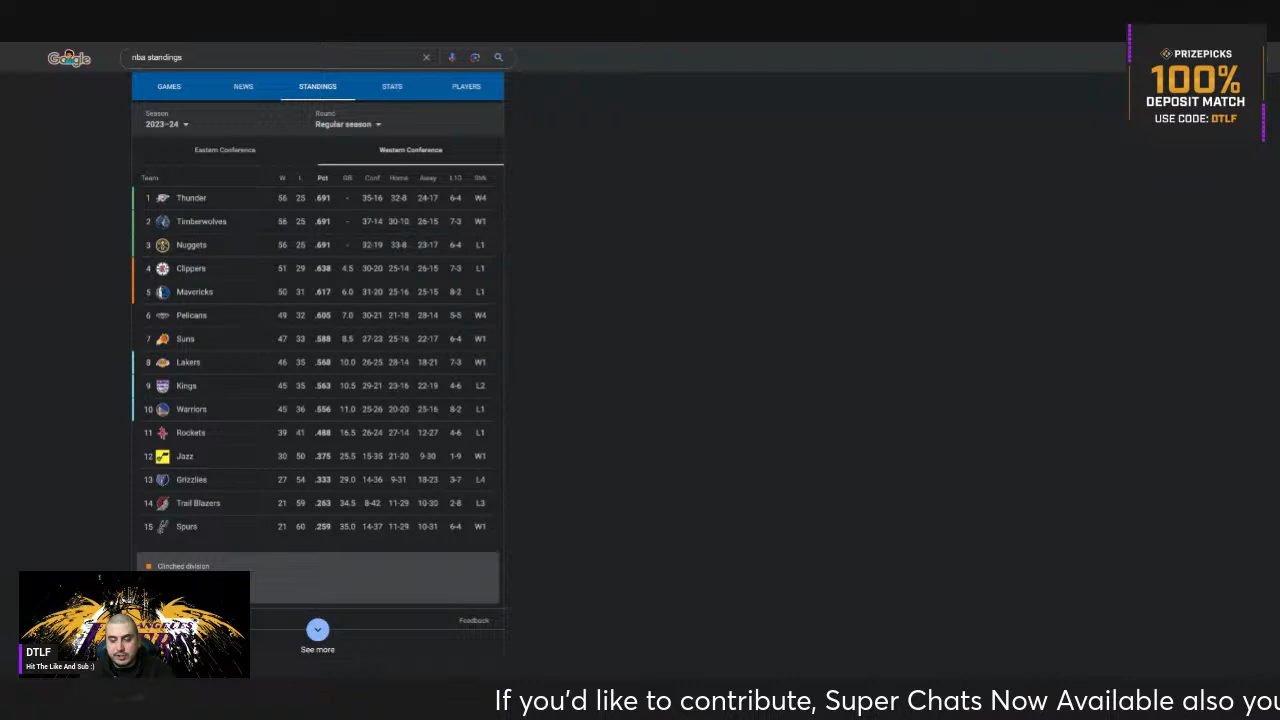 Google
nba standings
PRIZEPICKS
100%
DEPOSIT MATCH
USE CODE: DTLF
GAMES NEWS STANDINGS STATS PLAYERS
Season Round
2023–24 Regular season
Eastern Conference Western Conference
Team W L Pct GB Conf Home Away L10 Strk
1 Thunder 56 25 .691 - 35-16 32-8 24-17 6-4 W4
2 Timberwolves 56 25 .691 - 37-14 30-10 26-15 7-3 W1
3 Nuggets 56 25 .691 - 32-19 33-8 23-17 6-4 L1
4 Clippers 51 29 .638 4.5 30-20 25-14 26-15 7-3 L1
5 Mavericks 50 31 .617 6.0 31-20 25-16 25-15 8-2 L1
6 Pelicans 49 32 .605 7.0 30-21 21-18 28-14 5-5 W4
7 Suns 47 33 .588 8.5 27-23 25-16 22-17 6-4 W1
8 Lakers 46 35 .568 10.0 26-25 28-14 18-21 7-3 W1
9 Kings 45 35 .563 10.5 29-21 23-16 22-19 4-6 L2
10 Warriors 45 36 .556 11.0 25-26 20-20 25-16 8-2 L1
11 Rockets 39 41 .488 16.5 26-24 27-14 12-27 4-6 L1
12 Jazz 30 50 .375 25.5 15-35 21-20 9-30 1-9 W1
13 Grizzlies 27 54 .333 29.0 14-36 9-31 18-23 3-7 L4
14 Trail Blazers 21 59 .263 34.5 8-42 11-29 10-30 2-8 L3
15 Spurs 21 60 .259 35.0 14-37 11-29 10-31 6-4 W1
Clinched division
Feedback
See more
DTLF
Hit The Like And Sub :)
If you'd like to contribute, Super Chats Now Available also you